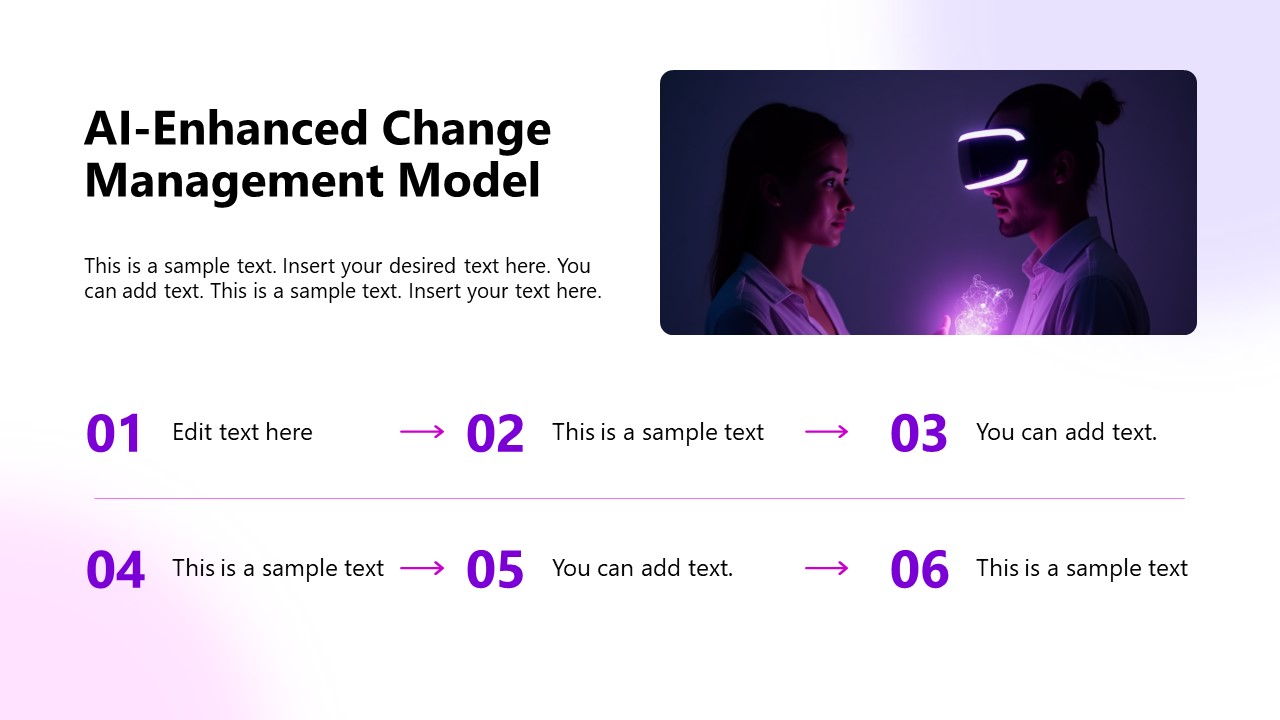 AI-Enhanced Change
Management Model
This is a sample text. Insert your desired text here. You
can add text. This is a sample text. Insert your text here.
01 Edit text here
02 This is a sample text
03 You can add text.
04 This is a sample text
05 You can add text.
06 This is a sample text